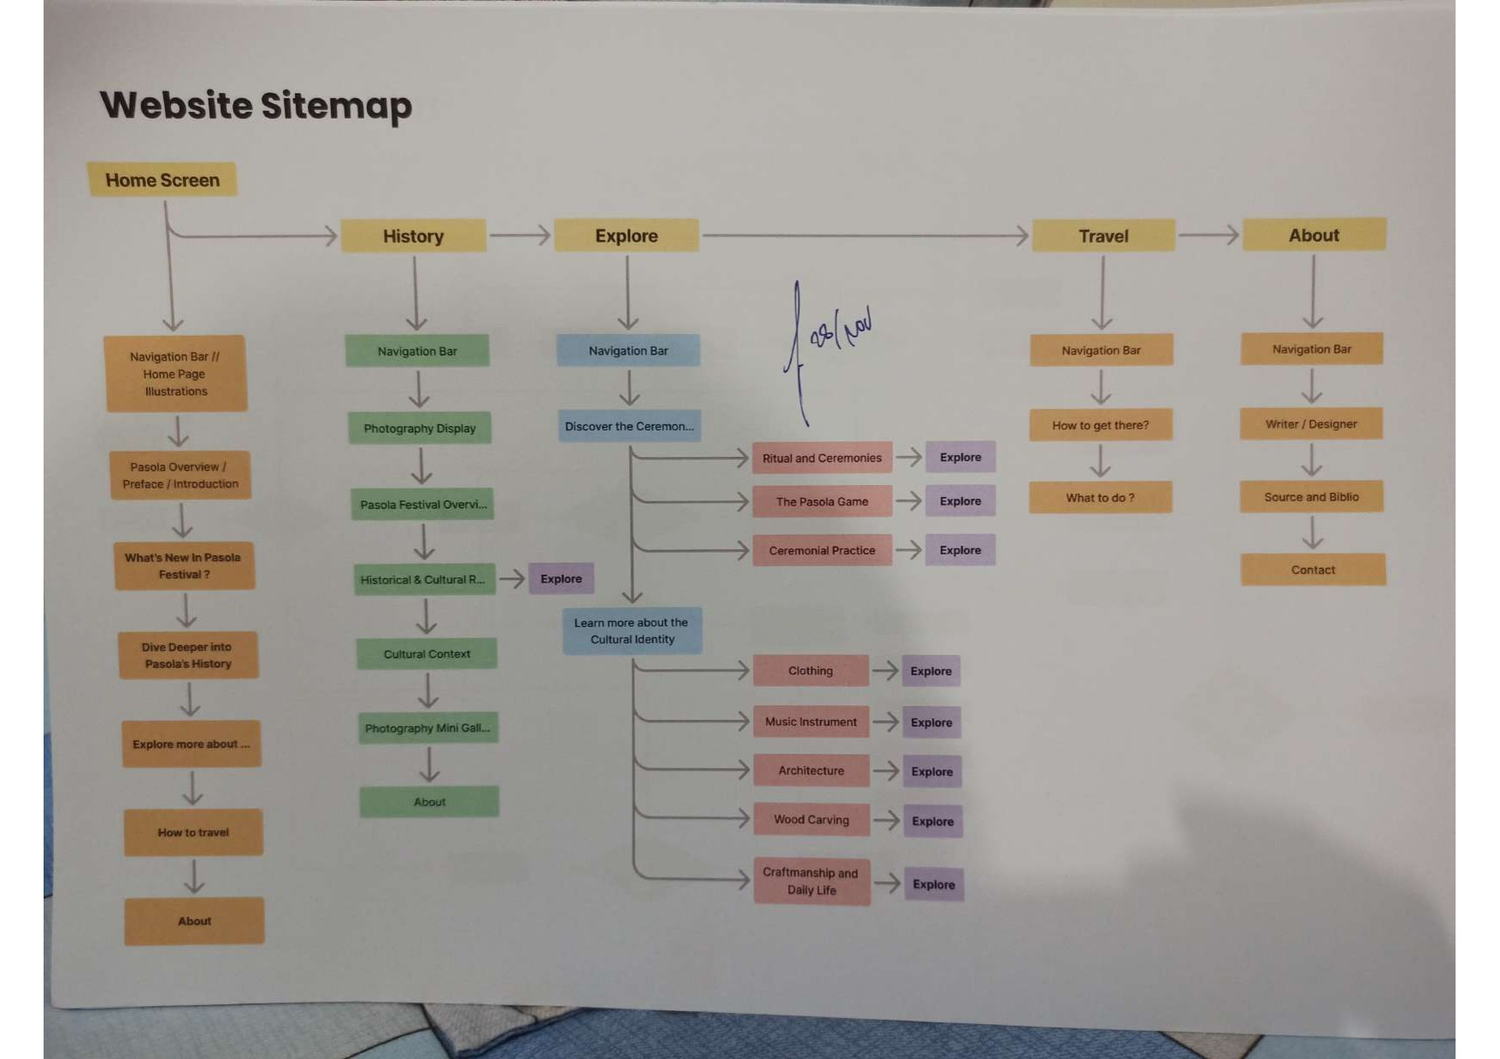 Website Sitemap
Home Screen
History
Explore
Travel
About
Navigation Bar //
Home Page
Illustrations
Pasola Overview /
Preface / Introduction
What's New In Pasola
Festival ?
Dive Deeper into
Pasola's History
Explore more about ...
How to travel
About
Navigation Bar
Photography Display
Pasola Festival Overvi...
Historical & Cultural R...
Explore
Cultural Context
Photography Mini Gall...
About
Navigation Bar
Discover the Ceremon...
Ritual and Ceremonies
Explore
The Pasola Game
Explore
Ceremonial Practice
Explore
Learn more about the
Cultural Identity
Clothing
Explore
Music Instrument
Explore
Architecture
Explore
Wood Carving
Explore
Craftmanship and
Daily Life
Explore
28/Nov
Navigation Bar
How to get there?
What to do ?
Navigation Bar
Writer / Designer
Source and Biblio
Contact